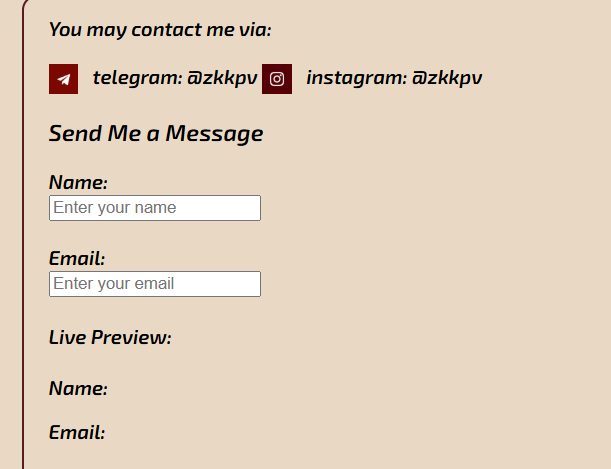 You may contact me via:
telegram: @zkkpv instagram: @zkkpv
Send Me a Message
Name:
Enter your name
Email:
Enter your email
Live Preview:
Name:
Email: